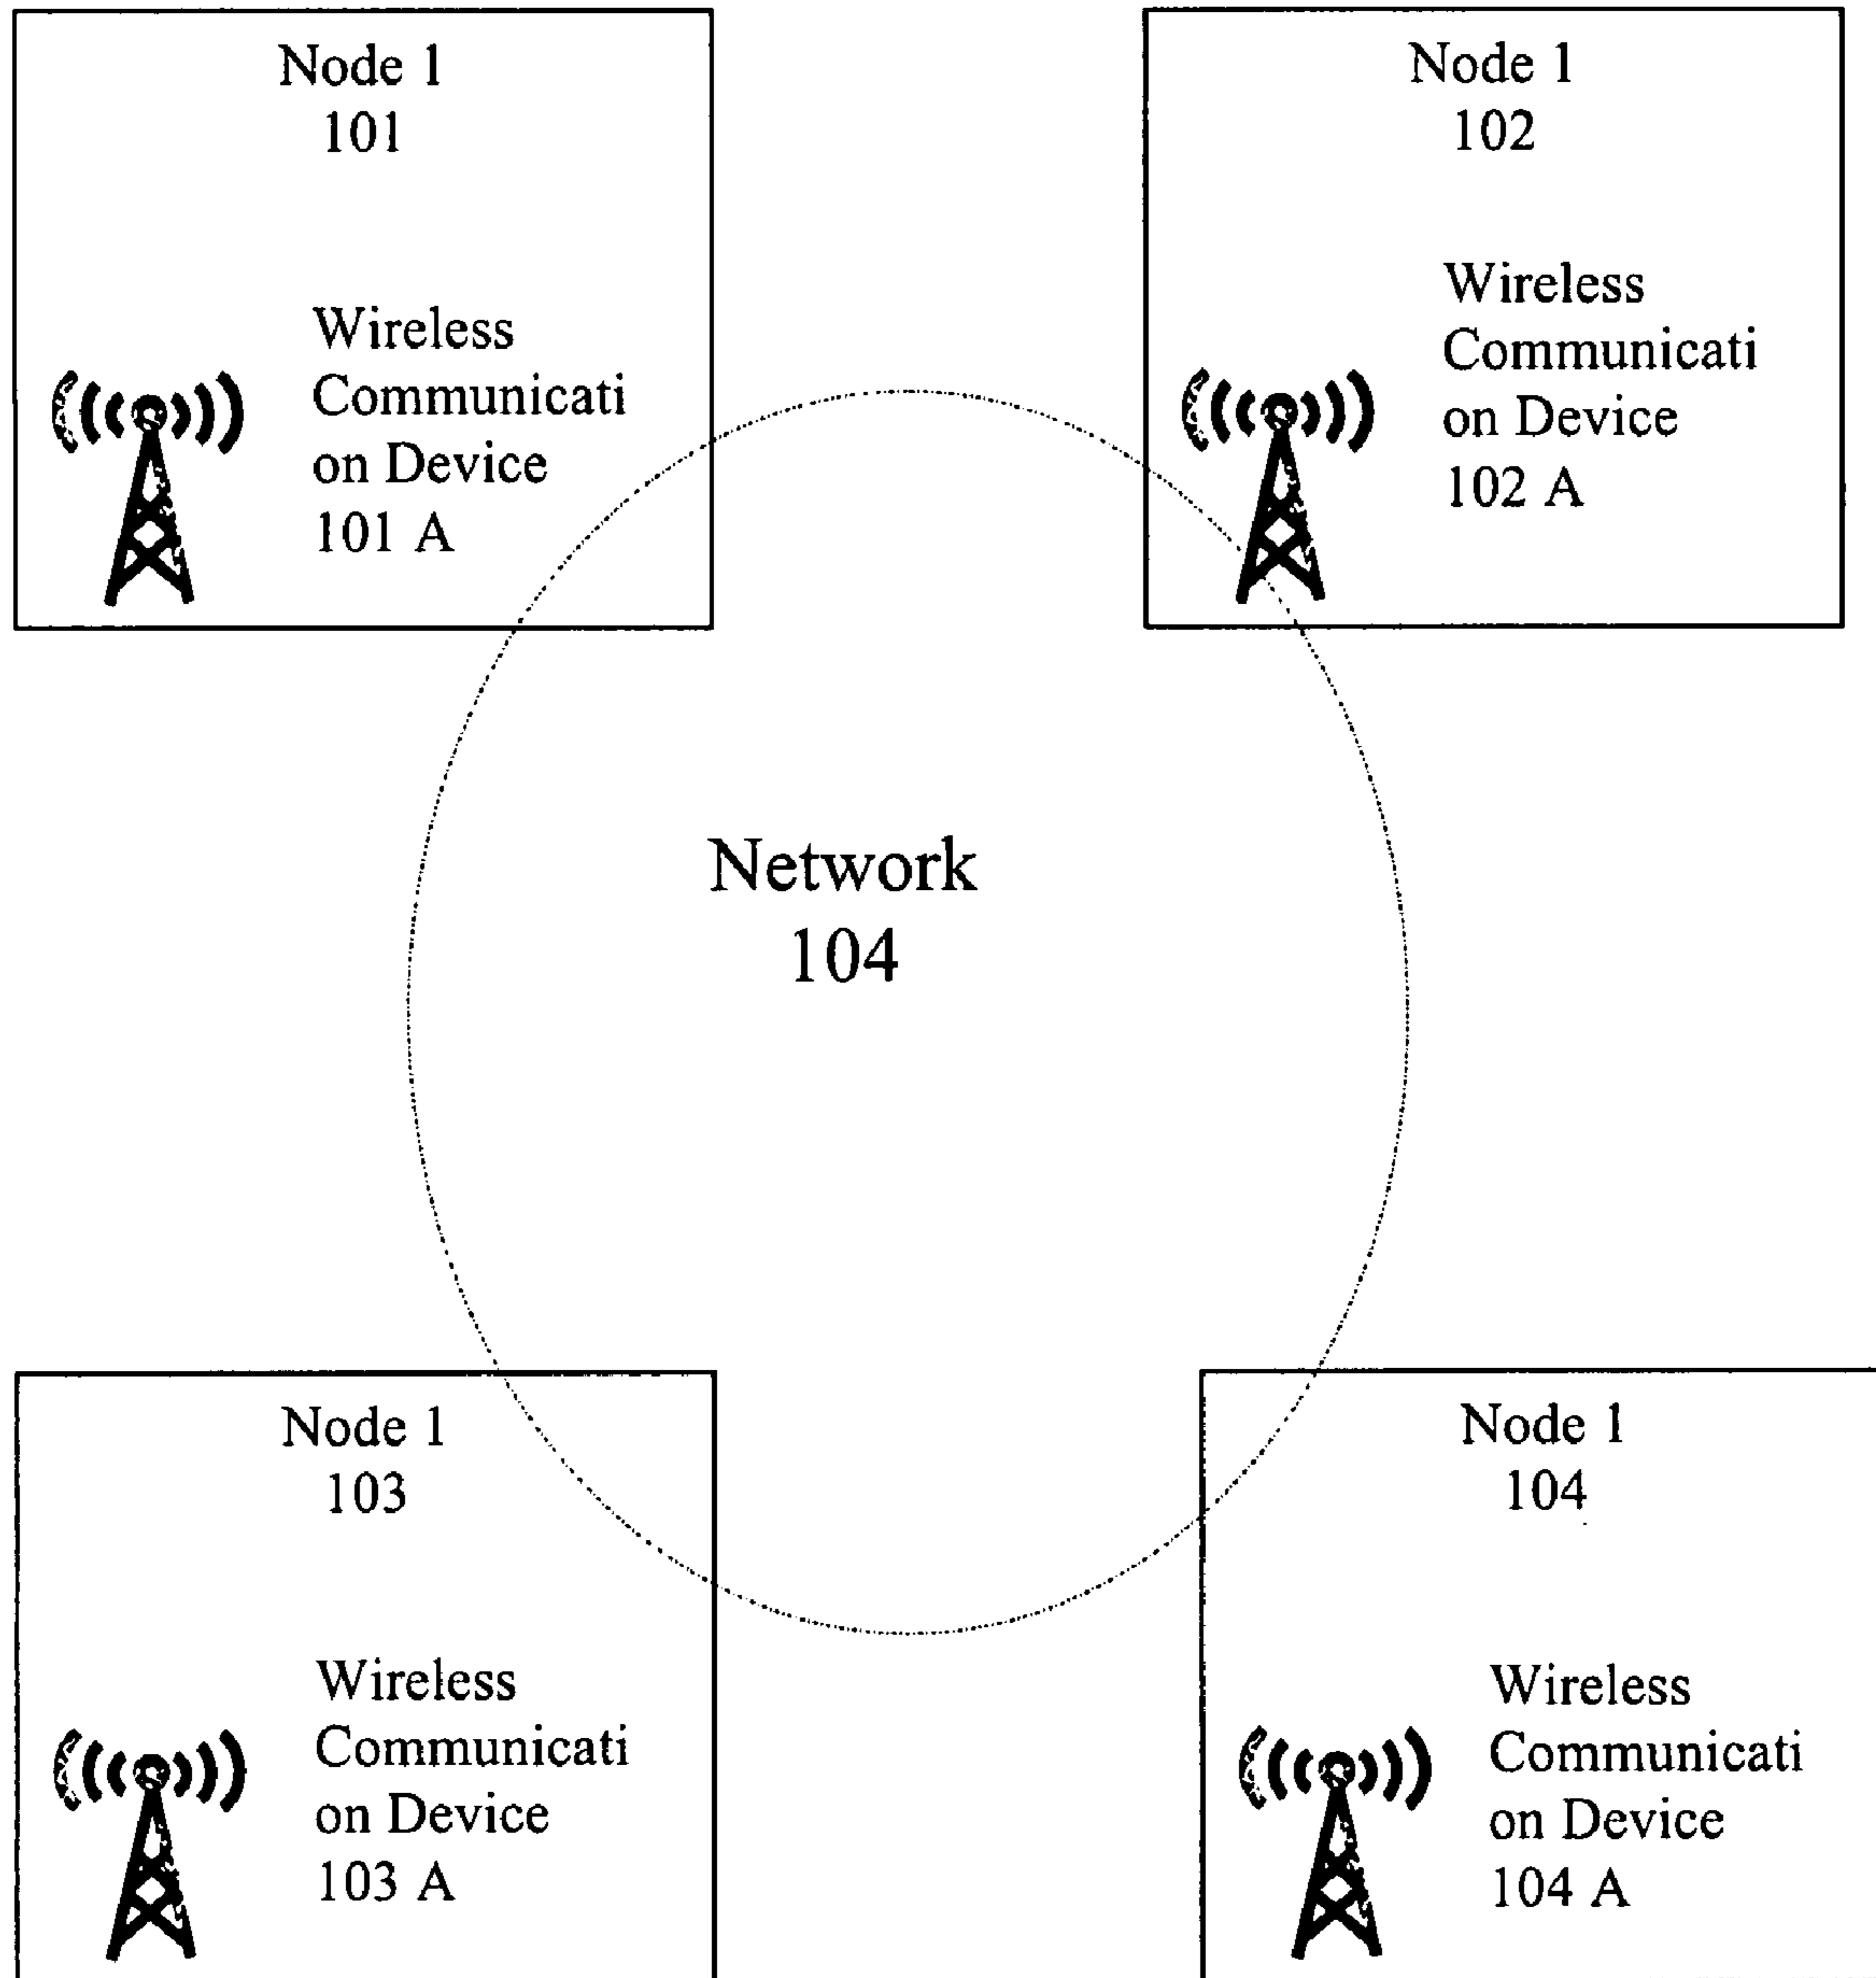 Node 1
101
Wireless
Communicati
on Device
101 A
Node 1
102
Wireless
Communicati
on Device
102 A
Network
104
Node 1
103
Wireless
Communicati
on Device
103 A
Node 1
104
Wireless
Communicati
on Device
104 A